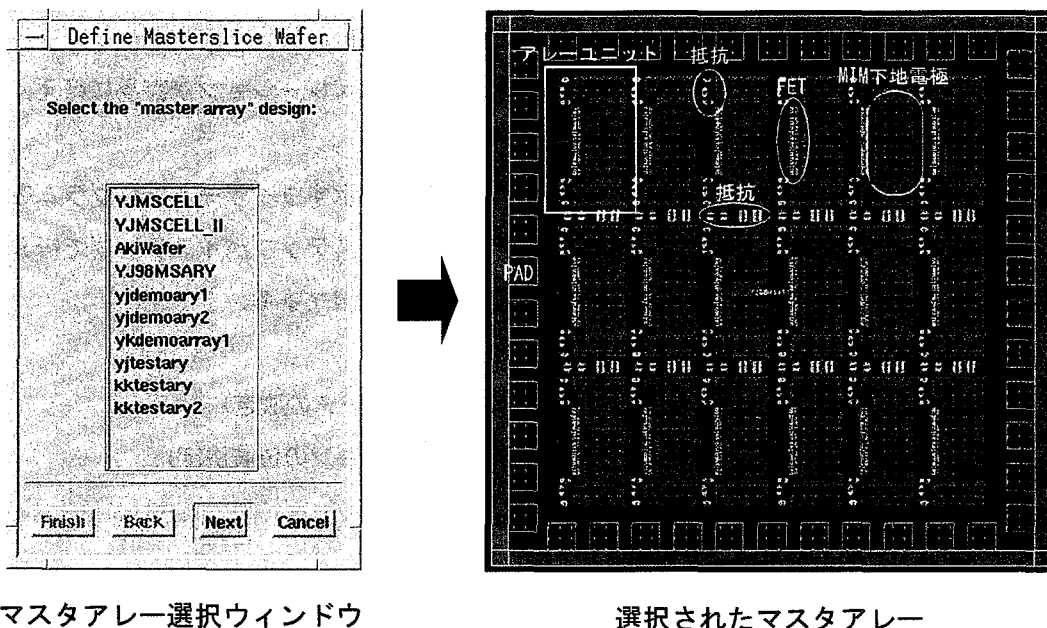 Define Masterslice Wafer
Select the "master array" design:
YJMSCELL
YJMSCELL_II
AkiWafer
YJ98MSARY
yjdemoary1
yjdemoary2
ykdemoarray1
yjtestary
kktestary
kktestary2
Finish
Back
Next
Cancel
アレーユニット
抵抗
FET
MIM下地電極
抵抗
PAD
マスタアレー選択ウィンドウ
選択されたマスタアレー